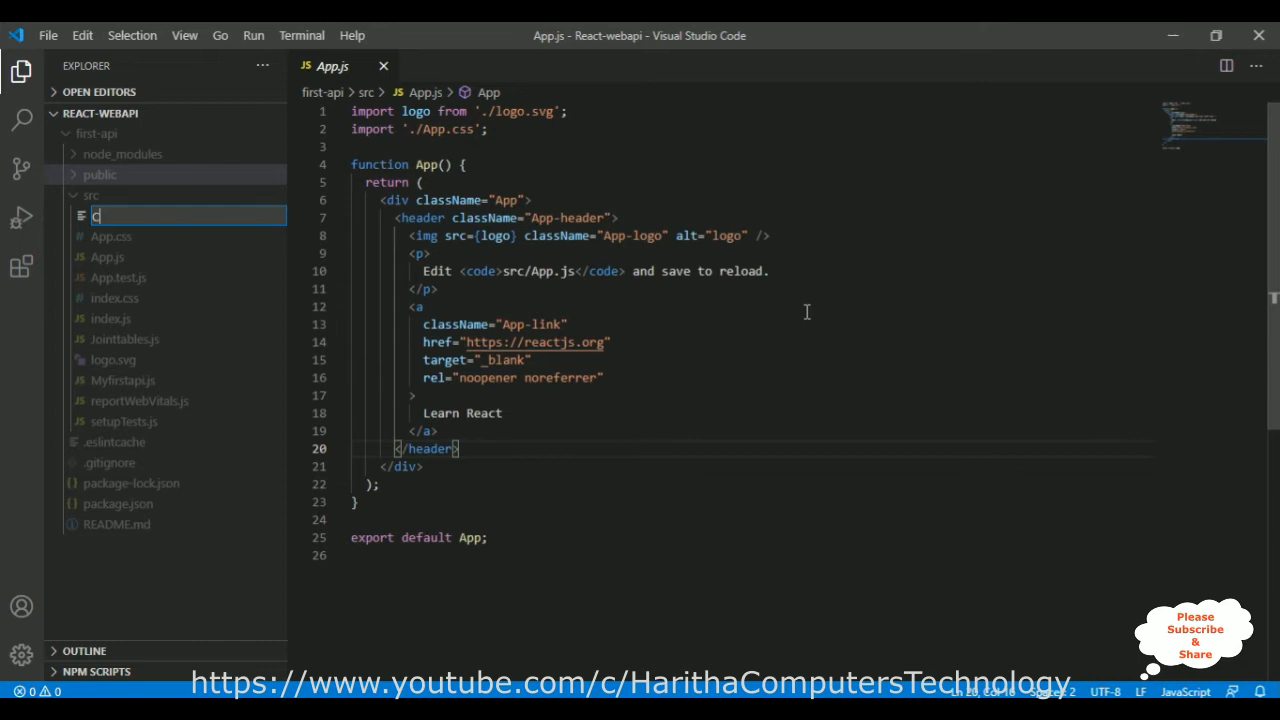 File Edit Selection View Go Run Terminal Help
App.js - React-webapi - Visual Studio Code
EXPLORER
OPEN EDITORS
REACT-WEBAPI
first-api
node_modules
public
src
C
App.css
App.js
App.test.js
index.css
index.js
Jointtables.js
logo.svg
Myfirstapi.js
reportWebVitals.js
setupTests.js
.eslintcache
.gitignore
package-lock.json
package.json
README.md
OUTLINE
NPM SCRIPTS
JS App.js
first-api > src > JS App.js > App
1 import logo from './logo.svg';
2 import './App.css';
3
4 function App() {
5 return (
6 <div className="App">
7 <header className="App-header">
8 <img src={logo} className="App-logo" alt="logo" />
9 <p>
10 Edit <code>src/App.js</code> and save to reload.
11 </p>
12 <a
13 className="App-link"
14 href="https://reactjs.org"
15 target="_blank"
16 rel="noopener noreferrer"
17 >
18 Learn React
19 </a>
20 </header>
21 </div>
22 );
23 }
24
25 export default App;
26
Please
Subscribe
&
Share
https://www.youtube.com/c/HarithaComputersTechnology
0 0
UTF-8 LF JavaScript